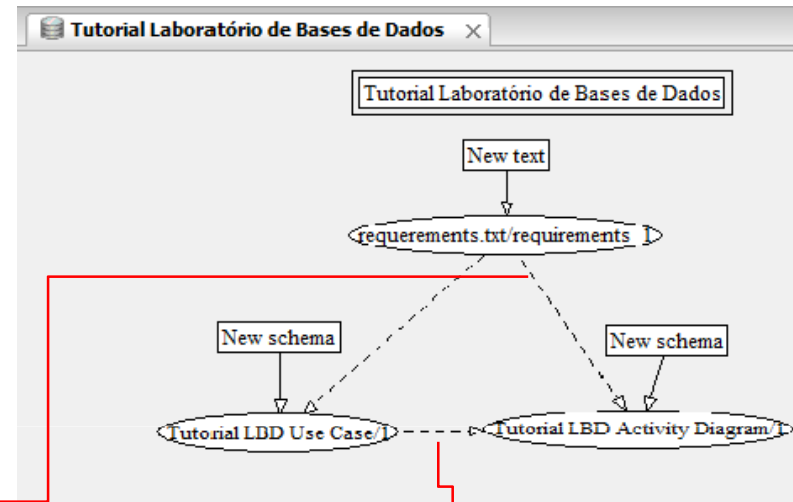 Tutorial Laboratório de Bases de Dados
Tutorial Laboratório de Bases de Dados
New text
requerements.txt/requirements_1
New schema
New schema
Tutorial LBD Use Case/1
Tutorial LBD Activity Diagram/1